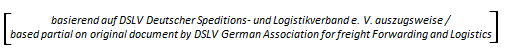 basierend auf DSLV Deutscher Speditions- und Logistikverband e. V. auszugsweise /
based partial on original document by DSLV German Association for freight Forwarding and Logistics